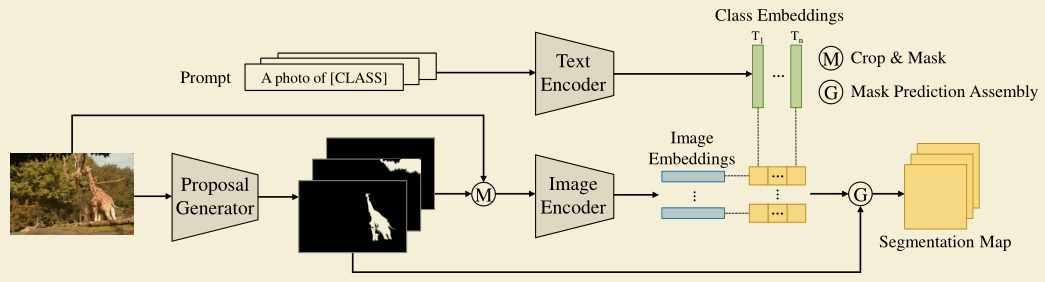 Class Embeddings
T1 Tn
Prompt
A photo of [CLASS]
Text
Encoder
...
M Crop & Mask
G Mask Prediction Assembly
Proposal
Generator
M
Image
Encoder
Image
Embeddings
...
...
...
...
G
Segmentation Map